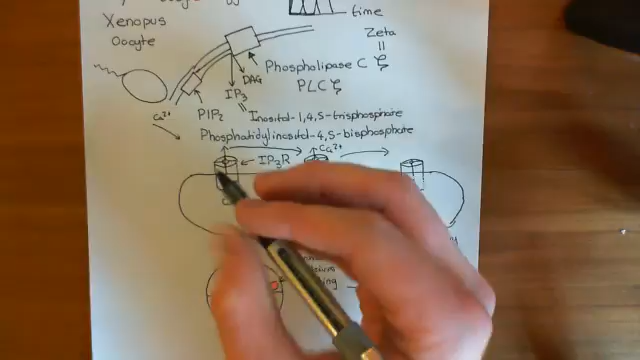 time
Xenopus
Oocyte
Zeta
=
Phospholipase C ζ
PLC ζ
DAG
IP3
=
Inositol-1,4,5-trisphosphate
PIP2
Ca2+
Phosphatidylinositol-4,5-bisphosphate
IP3R
Ca2+